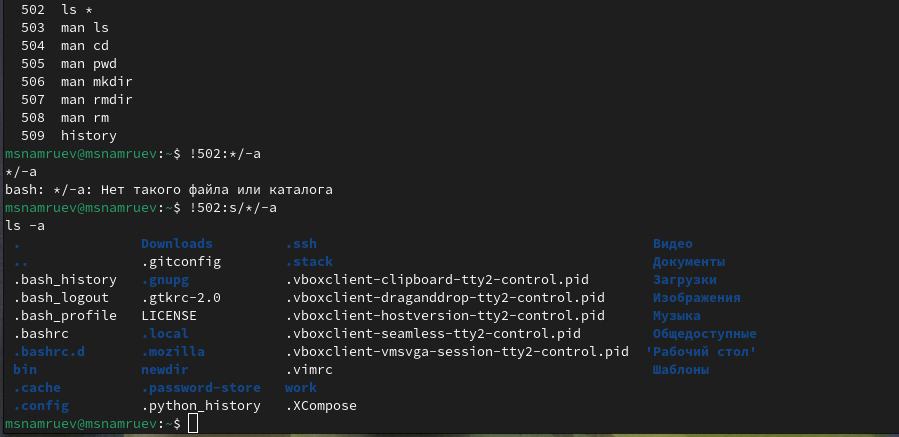 502  ls *
503  man ls
504  man cd
505  man pwd
506  man mkdir
507  man rmdir
508  man rm
509  history
msnamruev@msnamruev:~$ !502:*/-a
*/-a
bash: */-a: Нет такого файла или каталога
msnamruev@msnamruev:~$ !502:s/*/-a
ls -a
.  Downloads  .ssh  Видео
..  .gitconfig  .stack  Документы
.bash_history  .gnupg  .vboxclient-clipboard-tty2-control.pid  Загрузки
.bash_logout  .gtkrc-2.0  .vboxclient-draganddrop-tty2-control.pid  Изображения
.bash_profile  LICENSE  .vboxclient-hostversion-tty2-control.pid  Музыка
.bashrc  .local  .vboxclient-seamless-tty2-control.pid  Общедоступные
.bashrc.d  .mozilla  .vboxclient-vmsvga-session-tty2-control.pid  'Рабочий стол'
bin  newdir  .vimrc  Шаблоны
.cache  .password-store  work
.config  .python_history  .XCompose
msnamruev@msnamruev:~$